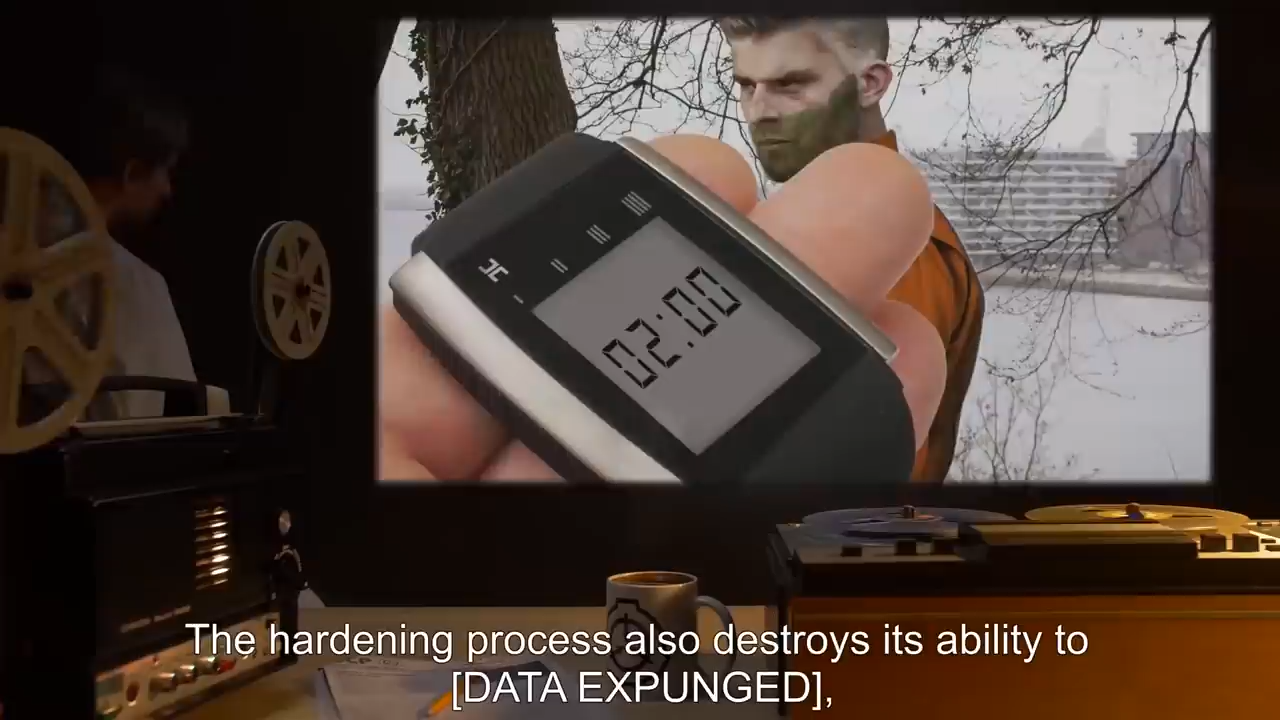 02:00
The hardening process also destroys its ability to
[DATA EXPUNGED],